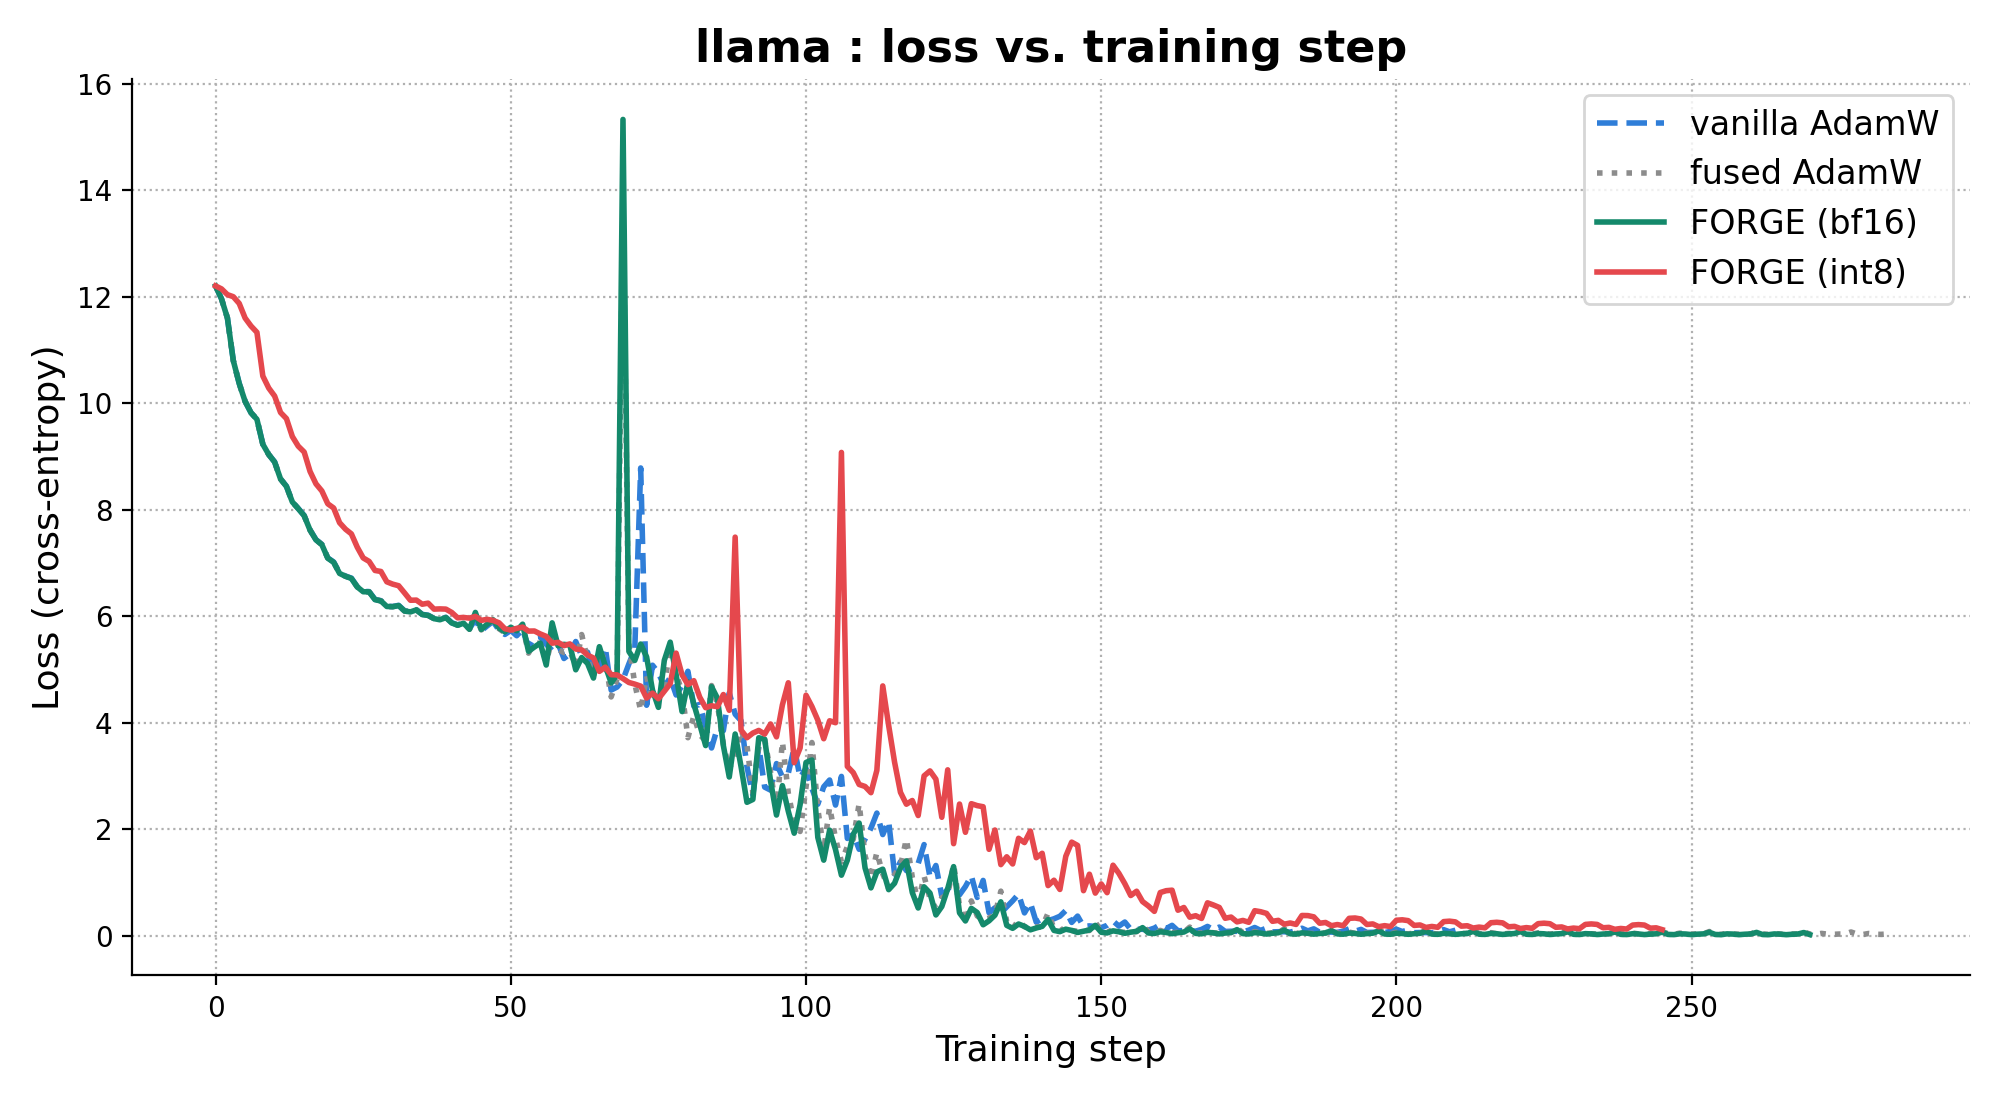 llama : loss vs. training step
16
14
12
10
8
6
4
2
0
Loss (cross-entropy)
vanilla AdamW
fused AdamW
FORGE (bf16)
FORGE (int8)
0 50 100 150 200 250
Training step